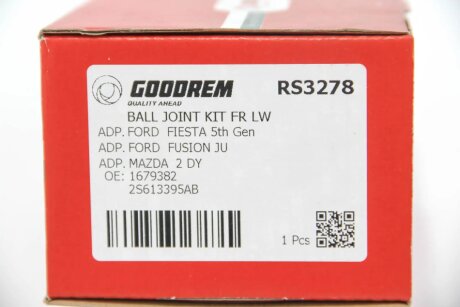 GOODREM
QUALITY AHEAD
RS3278
BALL JOINT KIT FR LW
ADP. FORD FIESTA 5th Gen
ADP. FORD FUSION JU
ADP. MAZDA 2 DY
OE: 1679382
2S613395AB
1 Pcs